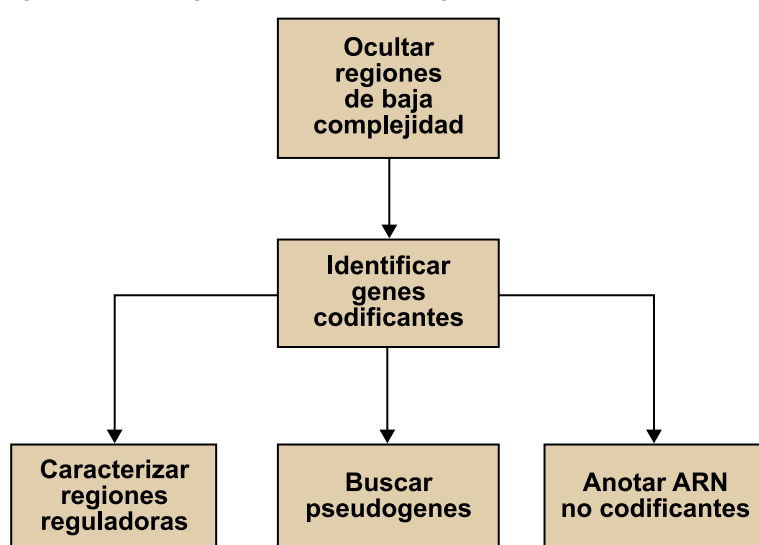 Ocultar
regiones
de baja
complejidad
Identificar
genes
codificantes
Caracterizar
regiones
reguladoras
Buscar
pseudogenes
Anotar ARN
no codificantes